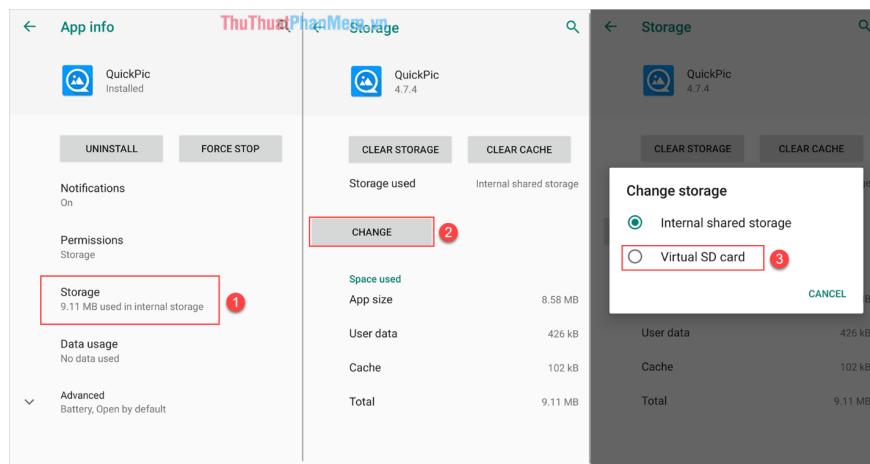 App info
ThuThuatPhanMem.vn
QuickPic
Installed
UNINSTALL
FORCE STOP
Notifications
On
Permissions
Storage
Storage
9.11 MB used in internal storage
1
Data usage
No data used
Advanced
Battery, Open by default
Storage
QuickPic
4.7.4
CLEAR STORAGE
CLEAR CACHE
Storage used
Internal shared storage
CHANGE
2
Space used
App size
8.58 MB
User data
426 kB
Cache
102 kB
Total
9.11 MB
Storage
QuickPic
4.7.4
CLEAR STORAGE
CLEAR CACHE
Change storage
Internal shared storage
Virtual SD card
3
CANCEL
User data
426 kB
Cache
102 kB
Total
9.11 MB